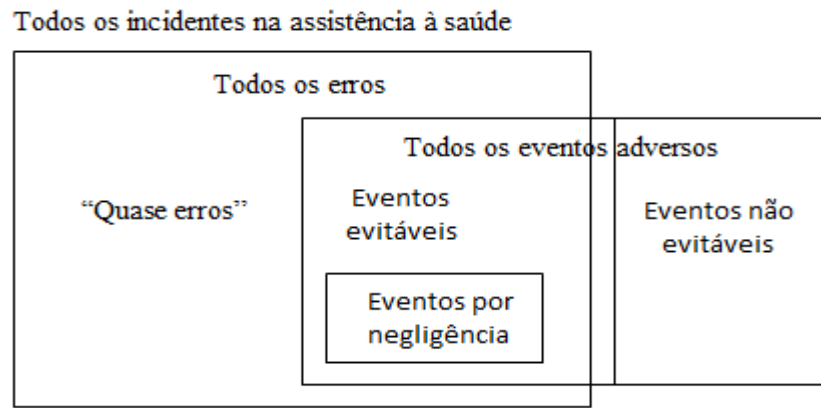 Todos os incidentes na assistência à saúde
Todos os erros
Todos os eventos adversos
“Quase erros”
Eventos
evitáveis
Eventos não
evitáveis
Eventos por
negligência